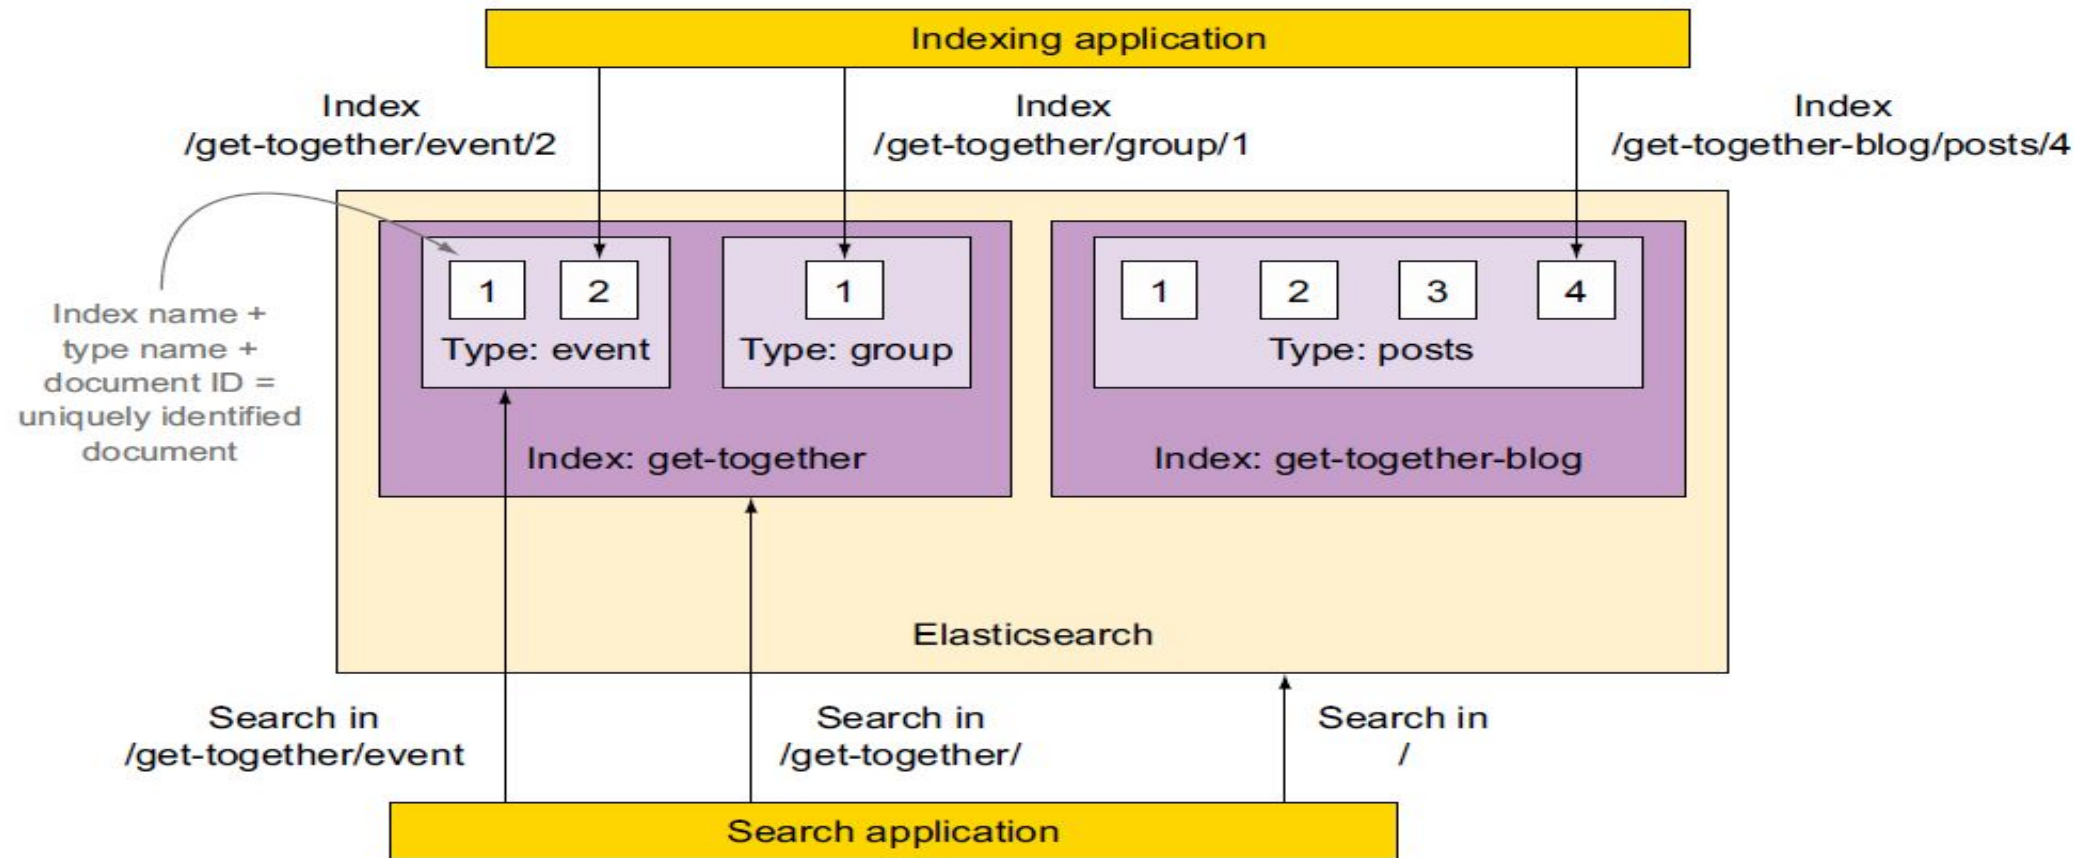 Indexing application
Index
/get-together/event/2
Index
/get-together/group/1
Index
/get-together-blog/posts/4
Index name +
type name +
document ID =
uniquely identified
document
1
2
Type: event
1
Type: group
Index: get-together
1
2
3
4
Type: posts
Index: get-together-blog
Elasticsearch
Search in
/get-together/event
Search in
/get-together/
Search in
/
Search application